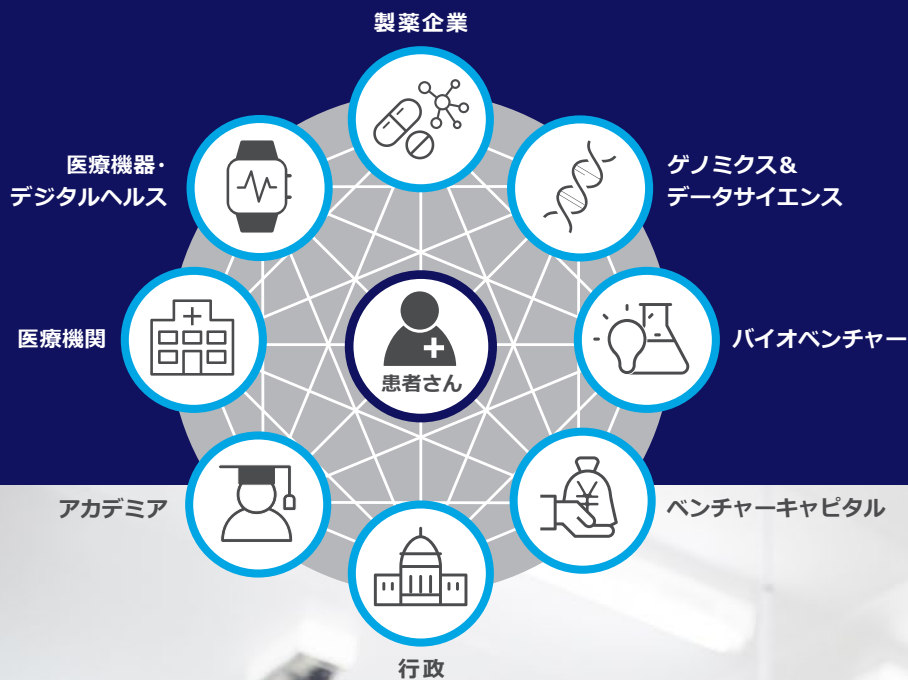 製薬企業
医療機器・
デジタルヘルス
ゲノミクス&
データサイエンス
医療機関
患者さん
バイオベンチャー
アカデミア
ベンチャーキャピタル
行政